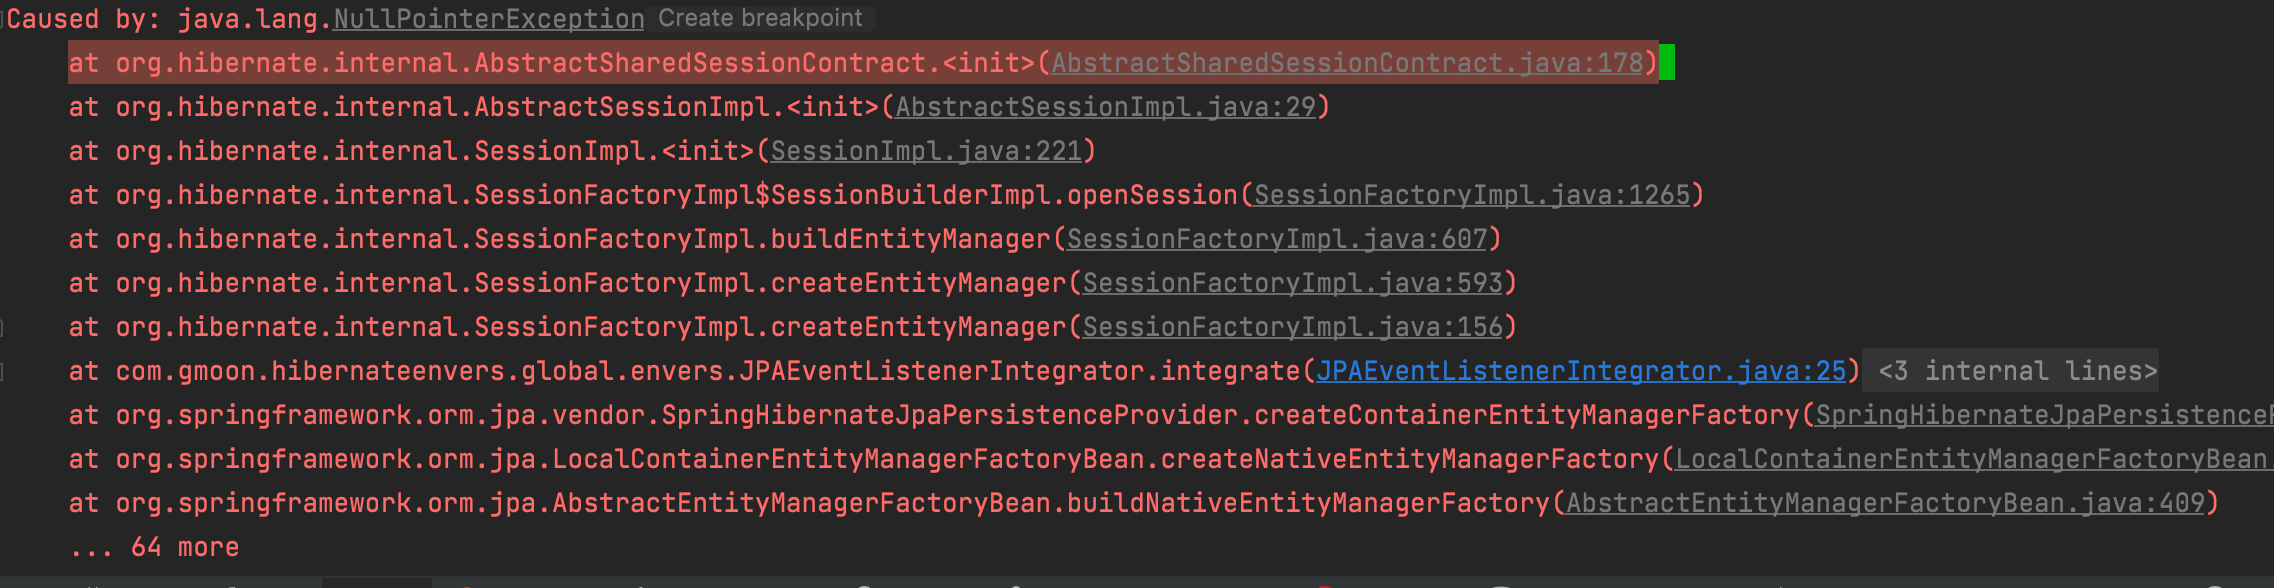 Caused by: java.lang.NullPointerException Create breakpoint
at org.hibernate.internal.AbstractSharedSessionContract.<init>(AbstractSharedSessionContract.java:178)
at org.hibernate.internal.AbstractSessionImpl.<init>(AbstractSessionImpl.java:29)
at org.hibernate.internal.SessionImpl.<init>(SessionImpl.java:221)
at org.hibernate.internal.SessionFactoryImpl$SessionBuilderImpl.openSession(SessionFactoryImpl.java:1265)
at org.hibernate.internal.SessionFactoryImpl.buildEntityManager(SessionFactoryImpl.java:607)
at org.hibernate.internal.SessionFactoryImpl.createEntityManager(SessionFactoryImpl.java:593)
at org.hibernate.internal.SessionFactoryImpl.createEntityManager(SessionFactoryImpl.java:156)
at com.gmoon.hibernateenvers.global.envers.JPAEventListenerIntegrator.integrate(JPAEventListenerIntegrator.java:25) <3 internal lines>
at org.springframework.orm.jpa.vendor.SpringHibernateJpaPersistenceProvider.createContainerEntityManagerFactory(SpringHibernateJpaPersistence
at org.springframework.orm.jpa.LocalContainerEntityManagerFactoryBean.createNativeEntityManagerFactory(LocalContainerEntityManagerFactoryBean.
at org.springframework.orm.jpa.AbstractEntityManagerFactoryBean.buildNativeEntityManagerFactory(AbstractEntityManagerFactoryBean.java:409)
... 64 more